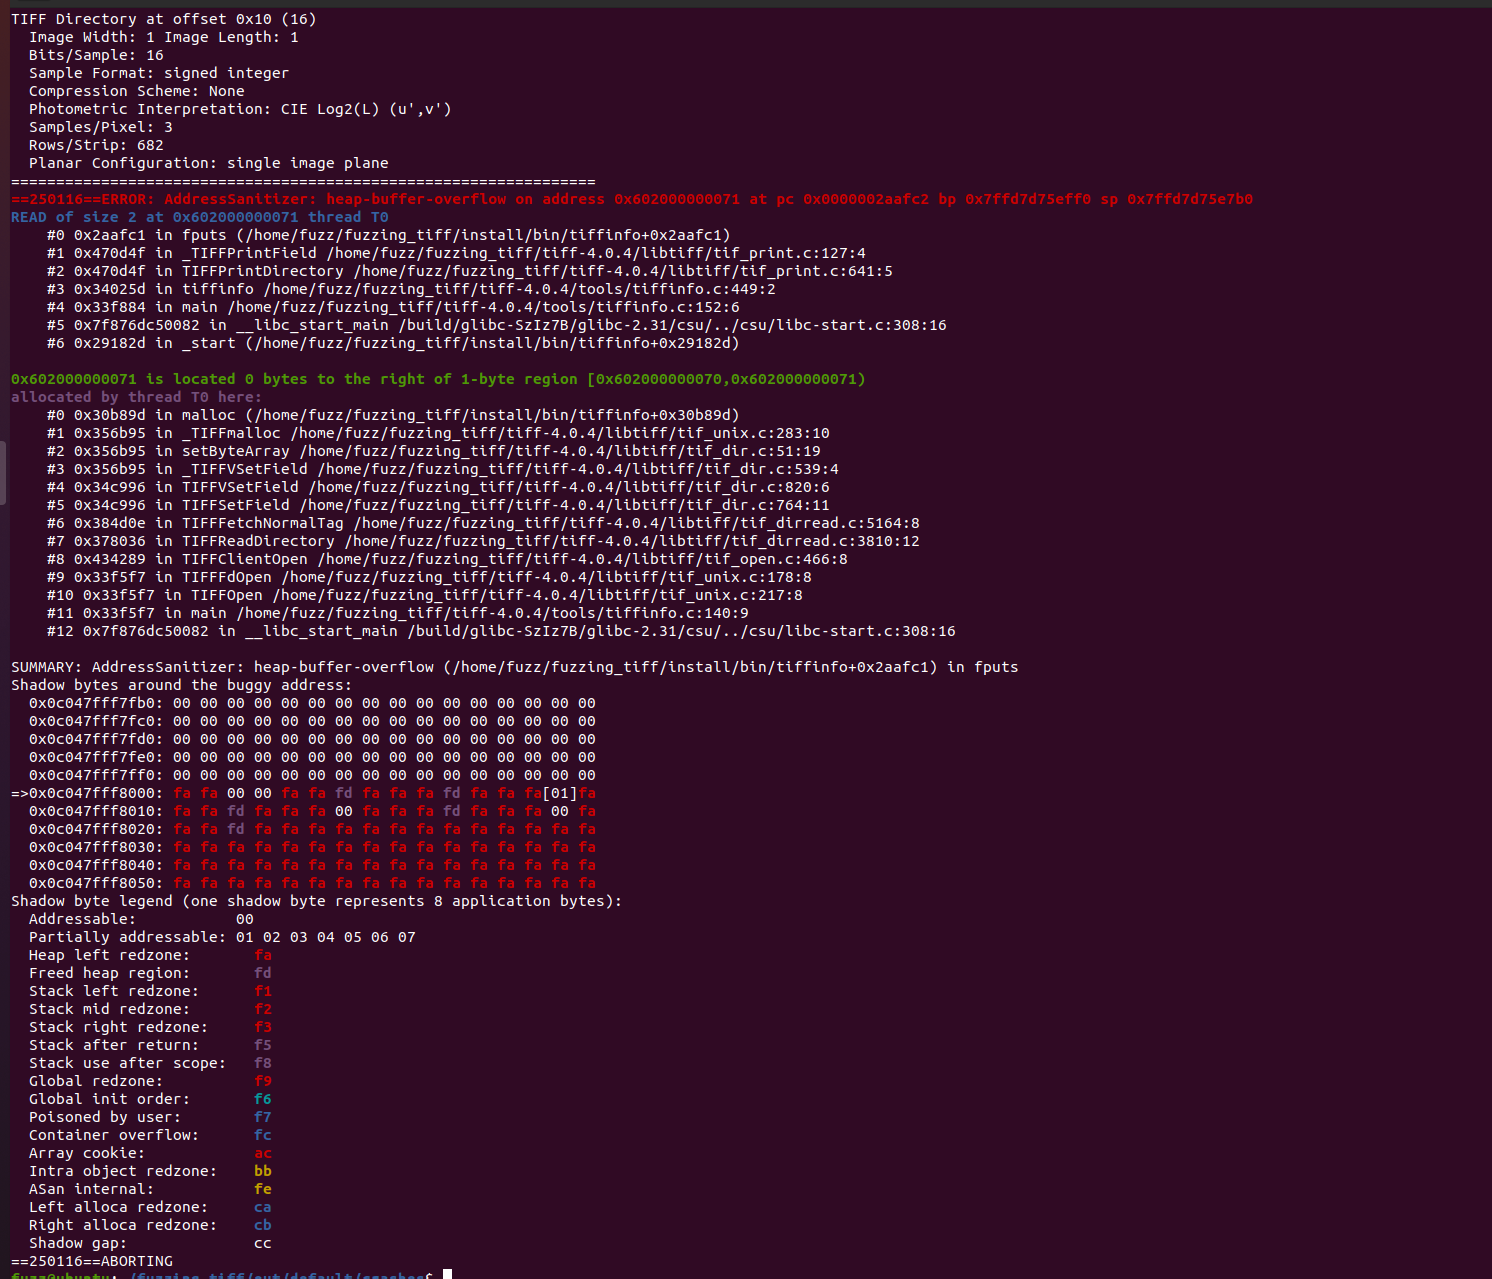 TIFF Directory at offset 0x10 (16)
  Image Width: 1 Image Length: 1
  Bits/Sample: 16
  Sample Format: signed integer
  Compression Scheme: None
  Photometric Interpretation: CIE Log2(L) (u',v')
  Samples/Pixel: 3
  Rows/Strip: 682
  Planar Configuration: single image plane
=================================================================
==250116==ERROR: AddressSanitizer: heap-buffer-overflow on address 0x602000000071 at pc 0x0000002aafc2 bp 0x7ffd7d75eff0 sp 0x7ffd7d75e7b0
READ of size 2 at 0x602000000071 thread T0
    #0 0x2aafc1 in fputs (/home/fuzz/fuzzing_tiff/install/bin/tiffinfo+0x2aafc1)
    #1 0x470d4f in _TIFFPrintField /home/fuzz/fuzzing_tiff/tiff-4.0.4/libtiff/tif_print.c:127:4
    #2 0x470d4f in TIFFPrintDirectory /home/fuzz/fuzzing_tiff/tiff-4.0.4/libtiff/tif_print.c:641:5
    #3 0x34025d in tiffinfo /home/fuzz/fuzzing_tiff/tiff-4.0.4/tools/tiffinfo.c:449:2
    #4 0x33f884 in main /home/fuzz/fuzzing_tiff/tiff-4.0.4/tools/tiffinfo.c:152:6
    #5 0x7f876dc50082 in __libc_start_main /build/glibc-SzIz7B/glibc-2.31/csu/../csu/libc-start.c:308:16
    #6 0x29182d in _start (/home/fuzz/fuzzing_tiff/install/bin/tiffinfo+0x29182d)

0x602000000071 is located 0 bytes to the right of 1-byte region [0x602000000070,0x602000000071)
allocated by thread T0 here:
    #0 0x30b89d in malloc (/home/fuzz/fuzzing_tiff/install/bin/tiffinfo+0x30b89d)
    #1 0x356b95 in _TIFFmalloc /home/fuzz/fuzzing_tiff/tiff-4.0.4/libtiff/tif_unix.c:283:10
    #2 0x356b95 in setByteArray /home/fuzz/fuzzing_tiff/tiff-4.0.4/libtiff/tif_dir.c:51:19
    #3 0x356b95 in _TIFFVSetField /home/fuzz/fuzzing_tiff/tiff-4.0.4/libtiff/tif_dir.c:539:4
    #4 0x34c996 in TIFFVSetField /home/fuzz/fuzzing_tiff/tiff-4.0.4/libtiff/tif_dir.c:820:6
    #5 0x34c996 in TIFFSetField /home/fuzz/fuzzing_tiff/tiff-4.0.4/libtiff/tif_dir.c:764:11
    #6 0x384d0e in TIFFFetchNormalTag /home/fuzz/fuzzing_tiff/tiff-4.0.4/libtiff/tif_dirread.c:5164:8
    #7 0x378036 in TIFFReadDirectory /home/fuzz/fuzzing_tiff/tiff-4.0.4/libtiff/tif_dirread.c:3810:12
    #8 0x434289 in TIFFClientOpen /home/fuzz/fuzzing_tiff/tiff-4.0.4/libtiff/tif_open.c:466:8
    #9 0x33f5f7 in TIFFFdOpen /home/fuzz/fuzzing_tiff/tiff-4.0.4/libtiff/tif_unix.c:178:8
    #10 0x33f5f7 in TIFFOpen /home/fuzz/fuzzing_tiff/tiff-4.0.4/libtiff/tif_unix.c:217:8
    #11 0x33f5f7 in main /home/fuzz/fuzzing_tiff/tiff-4.0.4/tools/tiffinfo.c:140:9
    #12 0x7f876dc50082 in __libc_start_main /build/glibc-SzIz7B/glibc-2.31/csu/../csu/libc-start.c:308:16

SUMMARY: AddressSanitizer: heap-buffer-overflow (/home/fuzz/fuzzing_tiff/install/bin/tiffinfo+0x2aafc1) in fputs
Shadow bytes around the buggy address:
  0x0c047fff7fb0: 00 00 00 00 00 00 00 00 00 00 00 00 00 00 00 00
  0x0c047fff7fc0: 00 00 00 00 00 00 00 00 00 00 00 00 00 00 00 00
  0x0c047fff7fd0: 00 00 00 00 00 00 00 00 00 00 00 00 00 00 00 00
  0x0c047fff7fe0: 00 00 00 00 00 00 00 00 00 00 00 00 00 00 00 00
  0x0c047fff7ff0: 00 00 00 00 00 00 00 00 00 00 00 00 00 00 00 00
=>0x0c047fff8000: fa fa 00 00 fa fa fd fa fa fa fd fa fa fa[01]fa
  0x0c047fff8010: fa fa fd fa fa fa 00 fa fa fa fd fa fa fa 00 fa
  0x0c047fff8020: fa fa fd fa fa fa fa fa fa fa fa fa fa fa fa fa
  0x0c047fff8030: fa fa fa fa fa fa fa fa fa fa fa fa fa fa fa fa
  0x0c047fff8040: fa fa fa fa fa fa fa fa fa fa fa fa fa fa fa fa
  0x0c047fff8050: fa fa fa fa fa fa fa fa fa fa fa fa fa fa fa fa
Shadow byte legend (one shadow byte represents 8 application bytes):
  Addressable:           00
  Partially addressable: 01 02 03 04 05 06 07
  Heap left redzone:       fa
  Freed heap region:       fd
  Stack left redzone:      f1
  Stack mid redzone:       f2
  Stack right redzone:     f3
  Stack after return:      f5
  Stack use after scope:   f8
  Global redzone:          f9
  Global init order:       f6
  Poisoned by user:        f7
  Container overflow:      fc
  Array cookie:            ac
  Intra object redzone:    bb
  ASan internal:           fe
  Left alloca redzone:     ca
  Right alloca redzone:    cb
  Shadow gap:              cc
==250116==ABORTING
fuzz@ubuntu:~/fuzzing_tiff/out/default/crashes$